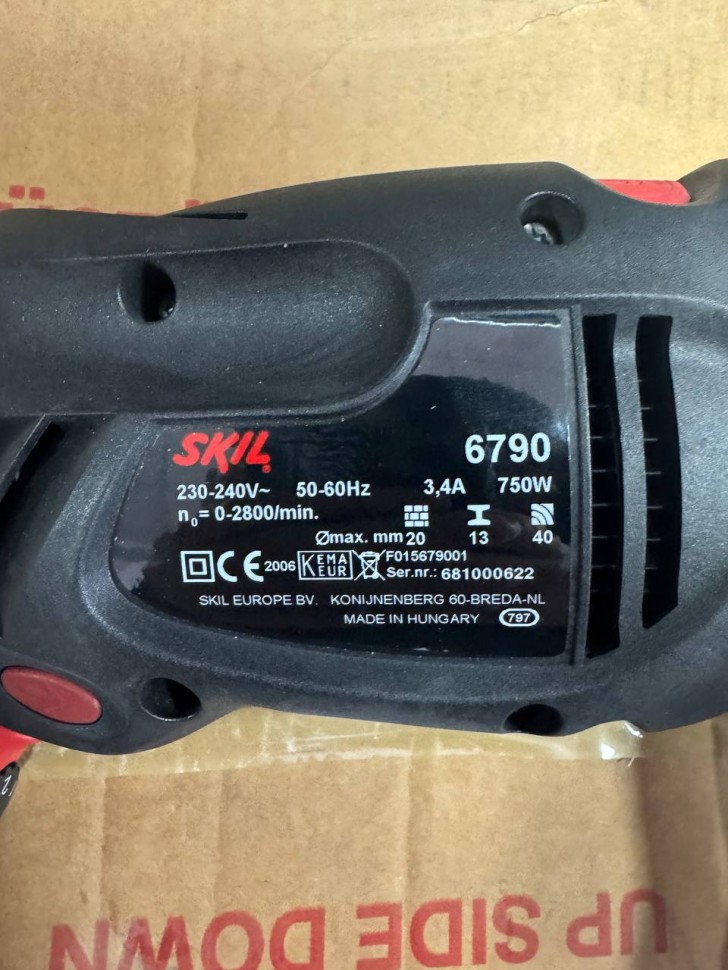 SKIL 6790
230-240V~ 50-60Hz 3,4A 750W
n₀= 0-2800/min.
Ømax. mm 20 13 40
CE 2006 KEMA EUR F015679001
Ser.nr.: 681000622
SKIL EUROPE BV. KONIJNENBERG 60-BREDA-NL
MADE IN HUNGARY 797
UP SIDE DOWN